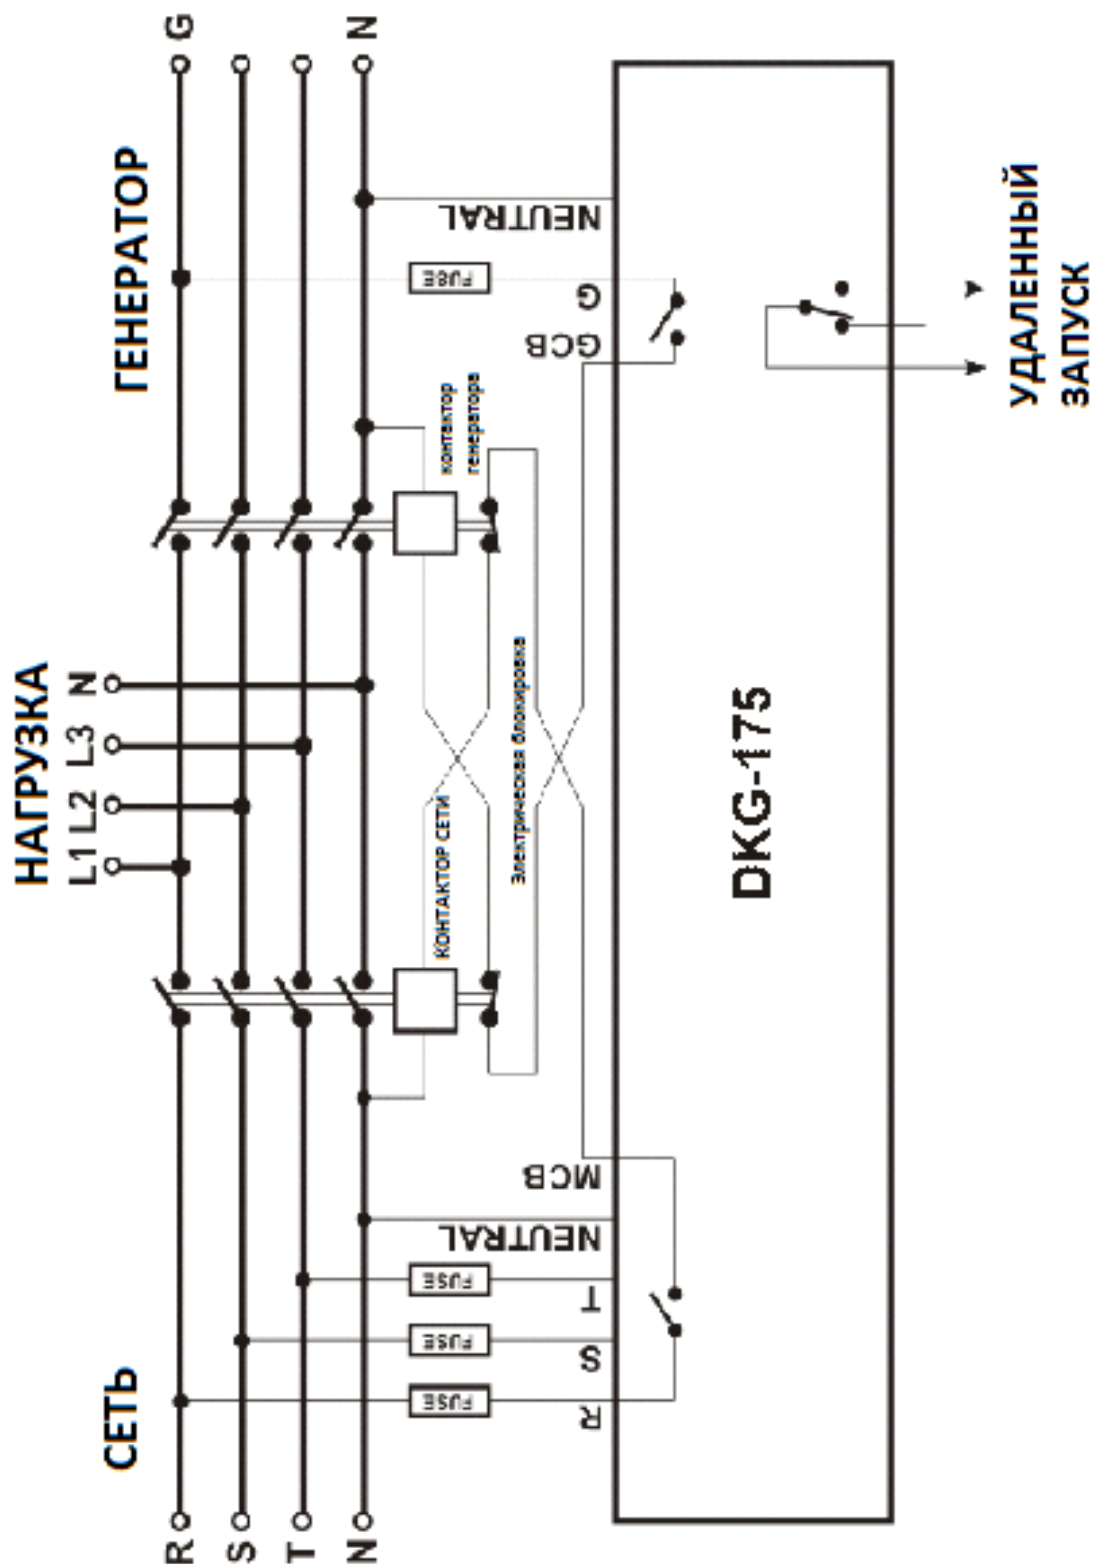 СЕТЬ
НАГРУЗКА
ГЕНЕРАТОР
L1
L2
L3
N
R
S
T
N
G
N
КОНТАКТОР СЕТИ
Электрическая блокировка
контактор
генератора
FUSE
FUSE
FUSE
FUSE
R
S
T
NEUTRAL
MCB
GCB
G
NEUTRAL
DKG-175
УДАЛЕННЫЙ
ЗАПУСК